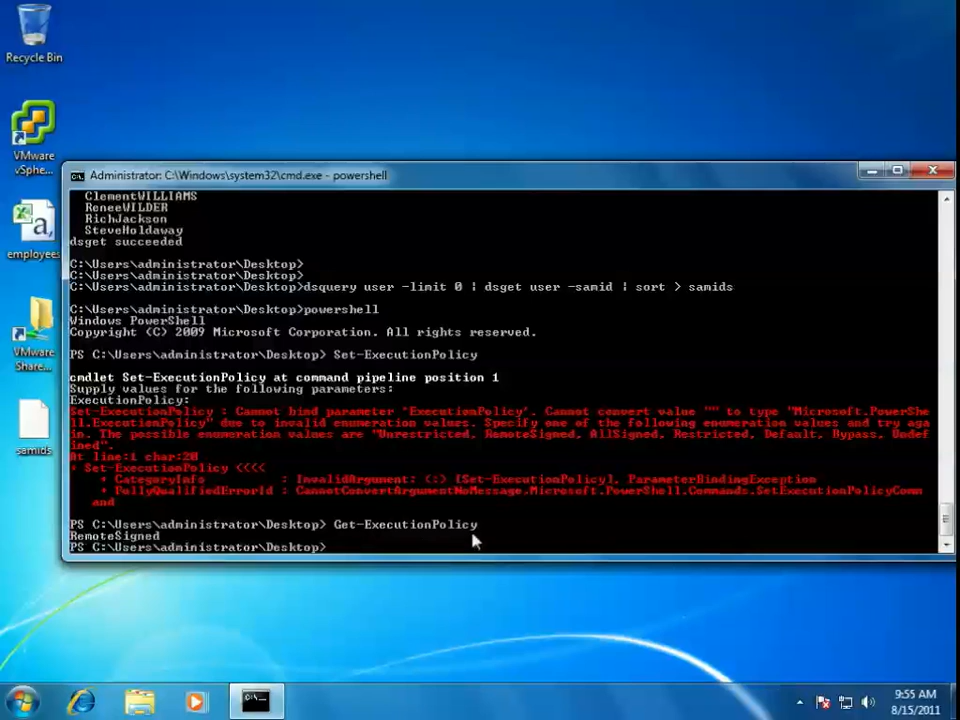 Recycle Bin
VMware
vSphe...
employees
VMware
Share...
samids
Administrator: C:\Windows\system32\cmd.exe - powershell
ClementWILLIAMS
ReneeWILDER
RichJackson
SteveHoldaway
dsget succeeded
C:\Users\administrator\Desktop>
C:\Users\administrator\Desktop>
C:\Users\administrator\Desktop>dsquery user -limit 0 | dsget user -samid | sort > samids
C:\Users\administrator\Desktop>powershell
Windows PowerShell
Copyright (C) 2009 Microsoft Corporation. All rights reserved.
PS C:\Users\administrator\Desktop> Set-ExecutionPolicy
cmdlet Set-ExecutionPolicy at command pipeline position 1
Supply values for the following parameters:
ExecutionPolicy:
Set-ExecutionPolicy : Cannot bind parameter 'ExecutionPolicy'. Cannot convert value "" to type "Microsoft.PowerShe
ll.ExecutionPolicy" due to invalid enumeration values. Specify one of the following enumeration values and try aga
in. The possible enumeration values are "Unrestricted, RemoteSigned, AllSigned, Restricted, Default, Bypass, Undef
ined".
At line:1 char:20
+ Set-ExecutionPolicy <<<<
+ CategoryInfo : InvalidArgument: (:) [Set-ExecutionPolicy], ParameterBindingException
+ FullyQualifiedErrorId : CannotConvertArgumentNoMessage,Microsoft.PowerShell.Commands.SetExecutionPolicyComm
and
PS C:\Users\administrator\Desktop> Get-ExecutionPolicy
RemoteSigned
PS C:\Users\administrator\Desktop>
9:55 AM
8/15/2011